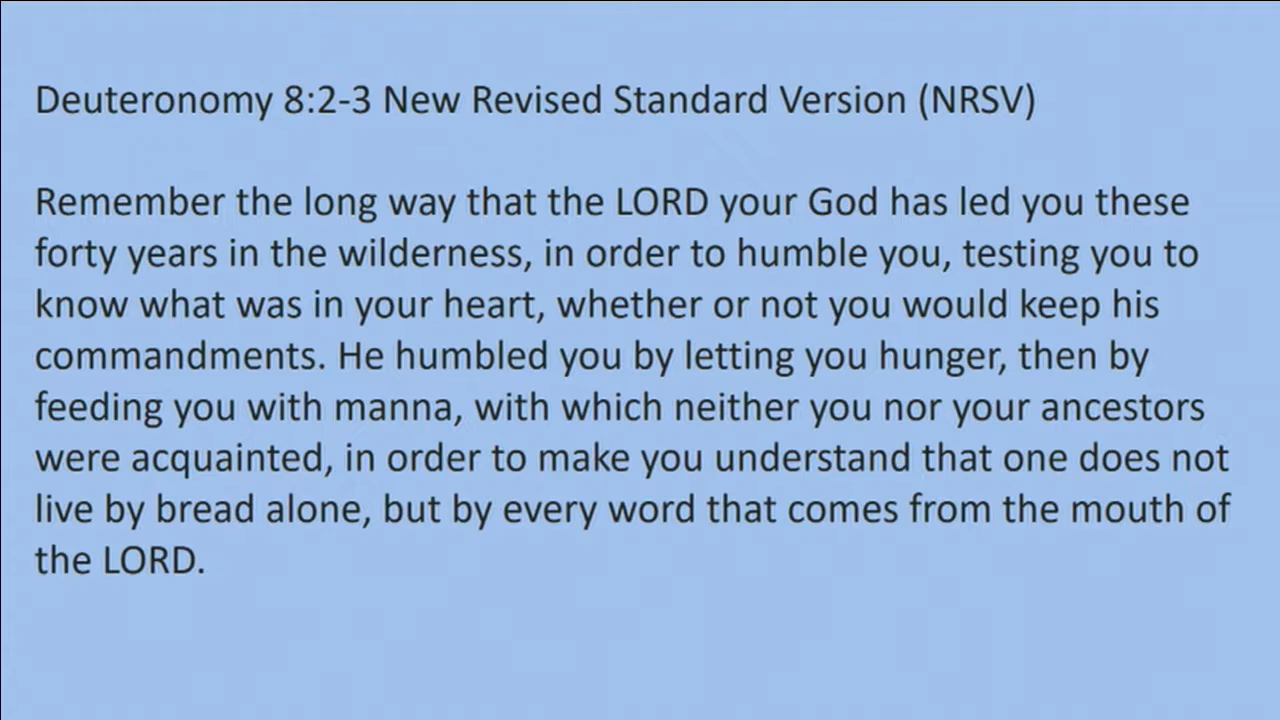 Deuteronomy 8:2-3 New Revised Standard Version (NRSV)
Remember the long way that the LORD your God has led you these
forty years in the wilderness, in order to humble you, testing you to
know what was in your heart, whether or not you would keep his
commandments. He humbled you by letting you hunger, then by
feeding you with manna, with which neither you nor your ancestors
were acquainted, in order to make you understand that one does not
live by bread alone, but by every word that comes from the mouth of
the LORD.